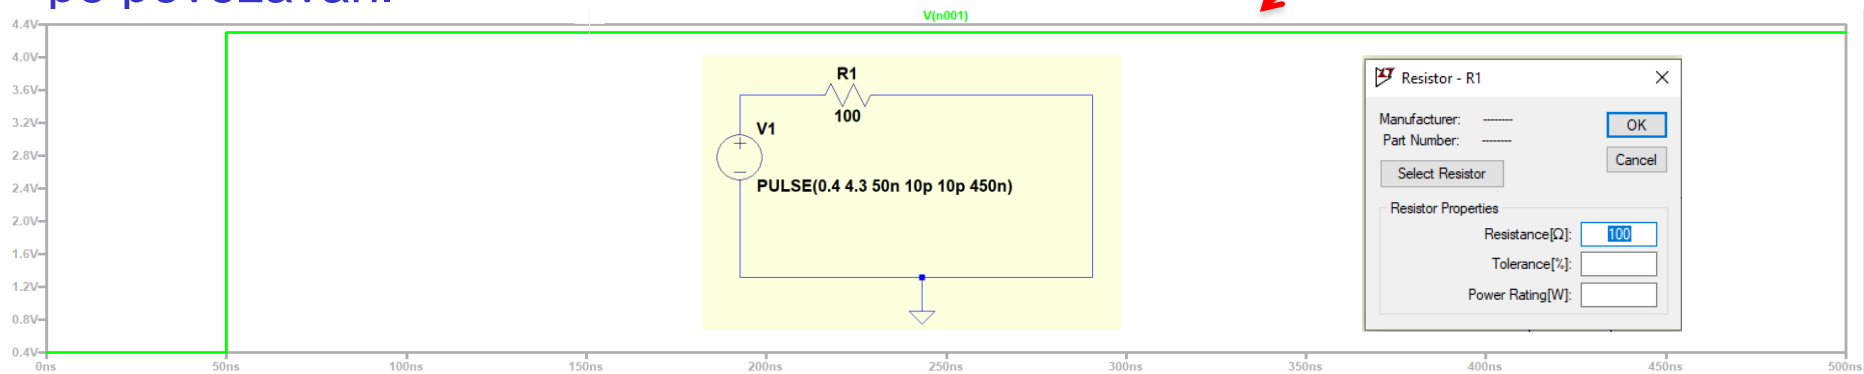 po povezavah.
V(n001)
4.4V
4.0V
3.6V
3.2V
2.8V
2.4V
2.0V
1.6V
1.2V
0.8V
0.4V
0ns
50ns
100ns
150ns
200ns
250ns
300ns
350ns
400ns
450ns
500ns
R1
100
V1
PULSE(0.4 4.3 50n 10p 10p 450n)
Resistor - R1
Manufacturer: --------
Part Number: --------
OK
Cancel
Select Resistor
Resistor Properties
Resistance[Ω]: 100
Tolerance[%]:
Power Rating[W]: